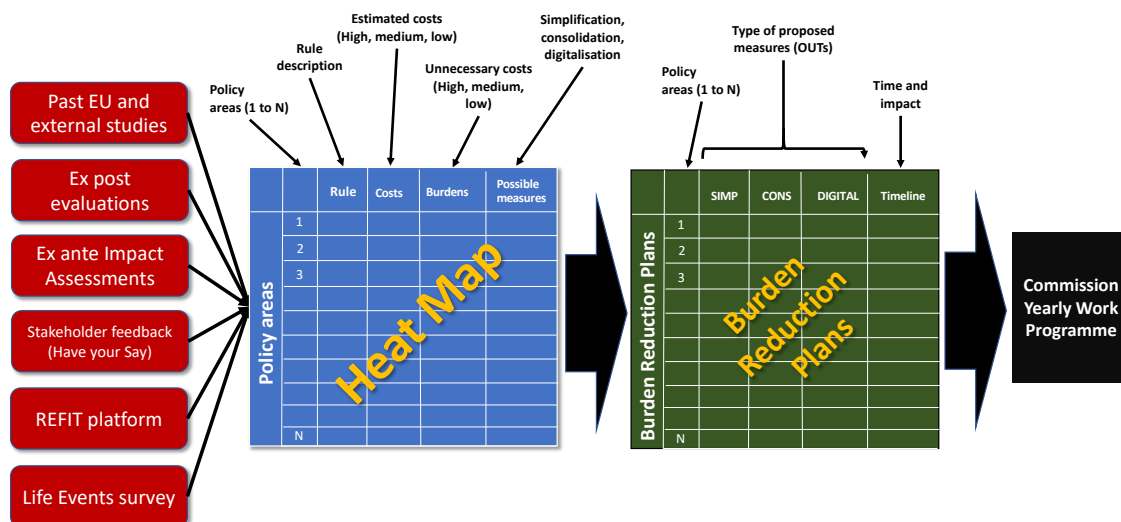 Past EU and
external studies
Ex post
evaluations
Ex ante Impact
Assessments
Stakeholder feedback
(Have your Say)
REFIT platform
Life Events survey
Policy
areas (1 to N)
Rule
description
Estimated costs
(High, medium, low)
Unnecessary costs
(High, medium,
low)
Simplification,
consolidation,
digitalisation
Policy areas
Rule
Costs
Burdens
Possible
measures
1
2
3
N
Heat Map
Policy
areas (1 to N)
Type of proposed
measures (OUTs)
Time and
impact
Burden Reduction Plans
SIMP
CONS
DIGITAL
Timeline
1
2
3
N
Burden
Reduction
Plans
Commission
Yearly Work
Programme